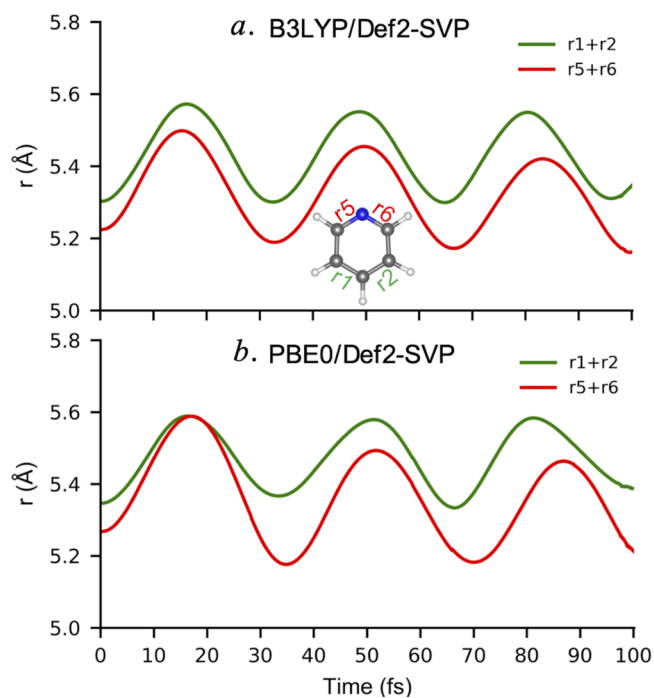 a. B3LYP/Def2-SVP
r1+r2
r5+r6
5.8
5.6
5.4
5.2
5.0
r (Å)
r5 r6
r1 r2
b. PBE0/Def2-SVP
r1+r2
r5+r6
5.8
5.6
5.4
5.2
5.0
r (Å)
0 10 20 30 40 50 60 70 80 90 100
Time (fs)